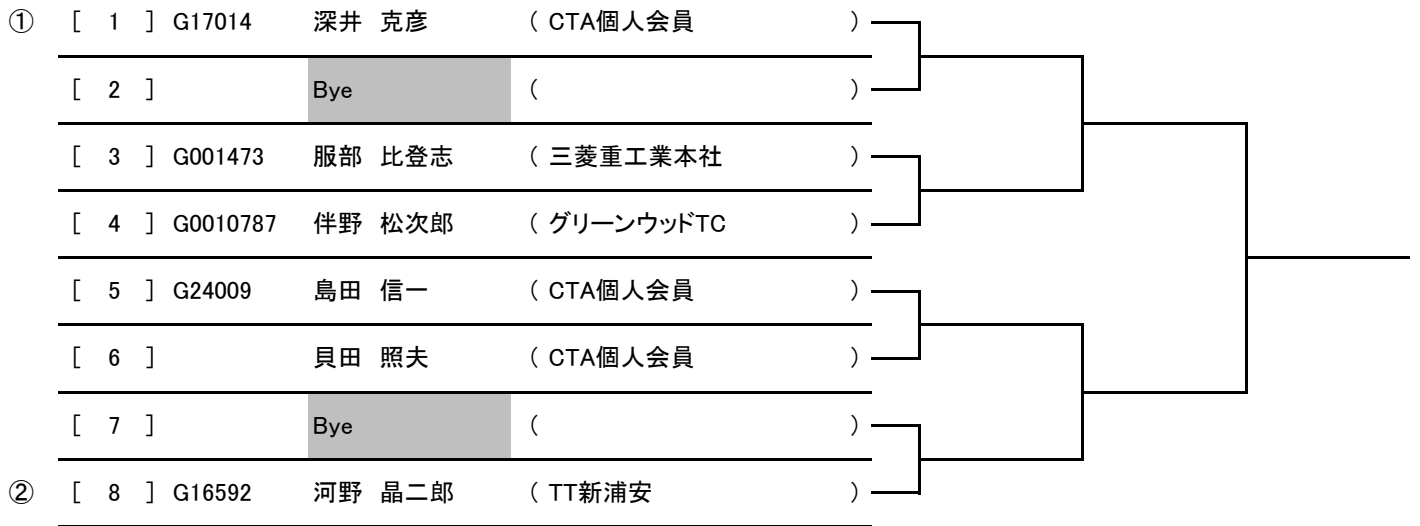 ① [ 1 ] G17014 深井 克彦 ( CTA個人会員 )
[ 2 ] Bye ( )
[ 3 ] G001473 服部 比登志 ( 三菱重工業本社 )
[ 4 ] G0010787 伴野 松次郎 ( グリーンウッドTC )
[ 5 ] G24009 島田 信一 ( CTA個人会員 )
[ 6 ] 貝田 照夫 ( CTA個人会員 )
[ 7 ] Bye ( )
② [ 8 ] G16592 河野 晶二郎 ( TT新浦安 )